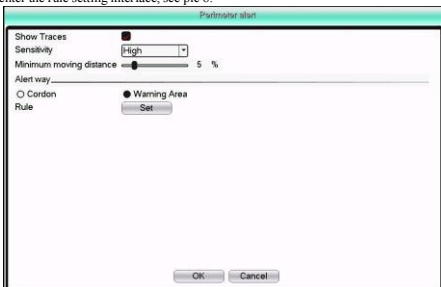 enter the rule setting interface, see pic 6.
Perimeter alert
Show Traces
Sensitivity High
Minimum moving distance 5 %
Alert way
Cordon Warning Area
Rule Set
OK Cancel